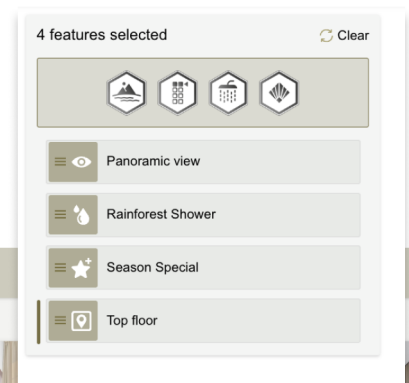 4 features selected
Clear
Panoramic view
Rainforest Shower
Season Special
Top floor